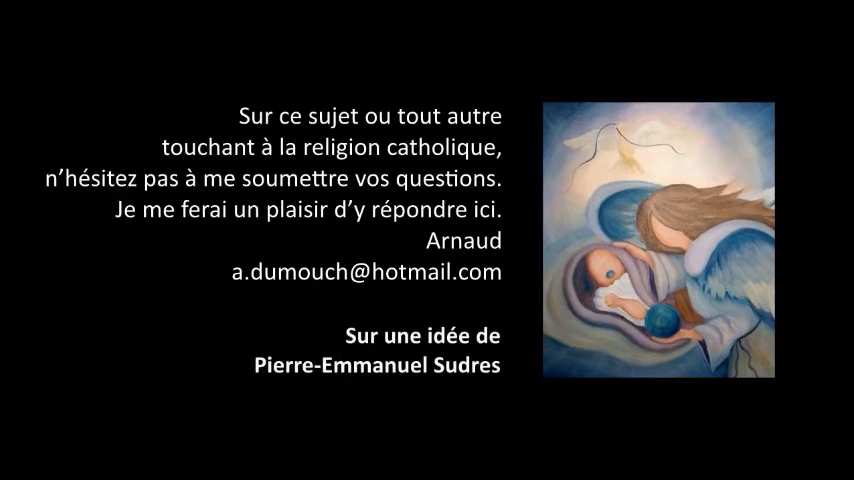 Sur ce sujet ou tout autre
touchant à la religion catholique,
n’hésitez pas à me soumettre vos questions.
Je me ferai un plaisir d’y répondre ici.
Arnaud
a.dumouch@hotmail.com
Sur une idée de
Pierre-Emmanuel Sudres